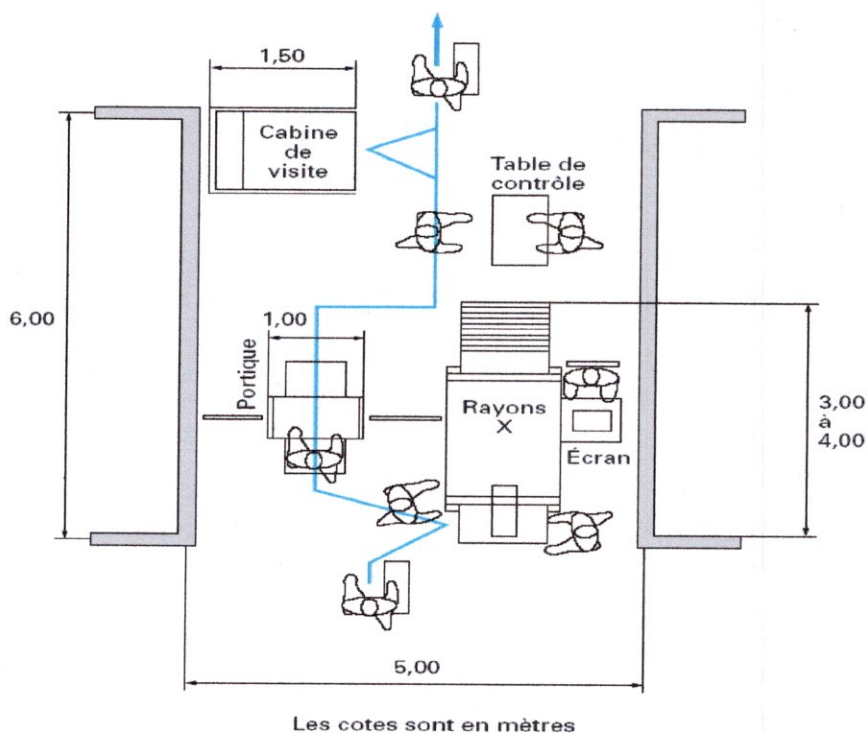 1,50
Cabine
de
visite
Table de
contrôle
6,00
1,00
Portique
Rayons
X
3,00
à
4,00
Écran
5,00
Les cotes sont en mètres